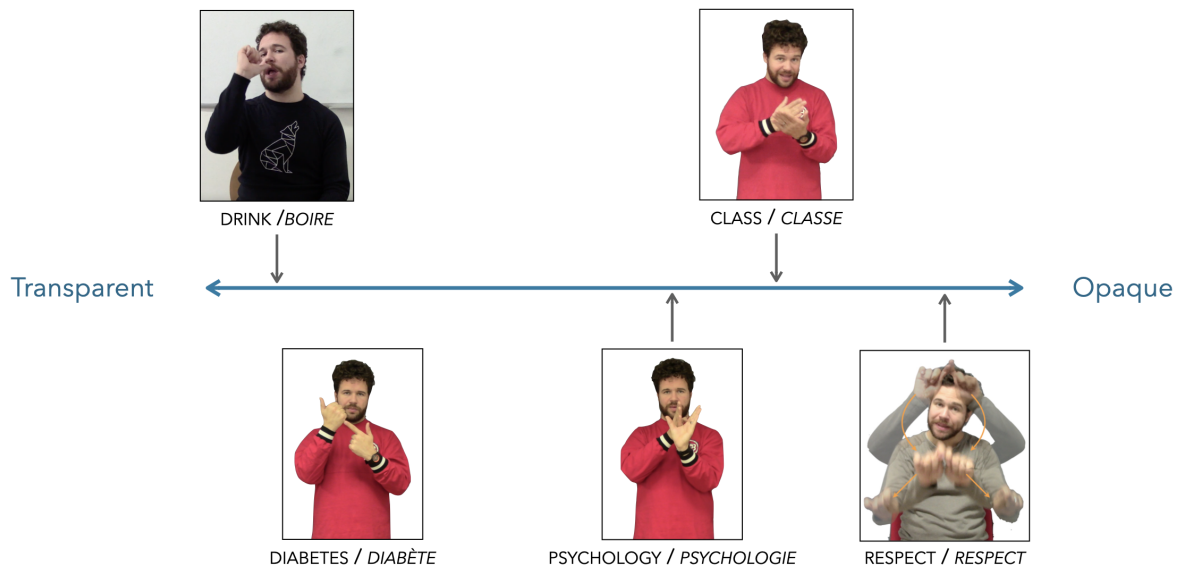 DRINK /BOIRE
CLASS / CLASSE
Transparent
Opaque
DIABETES / DIABÈTE
PSYCHOLOGY / PSYCHOLOGIE
RESPECT / RESPECT